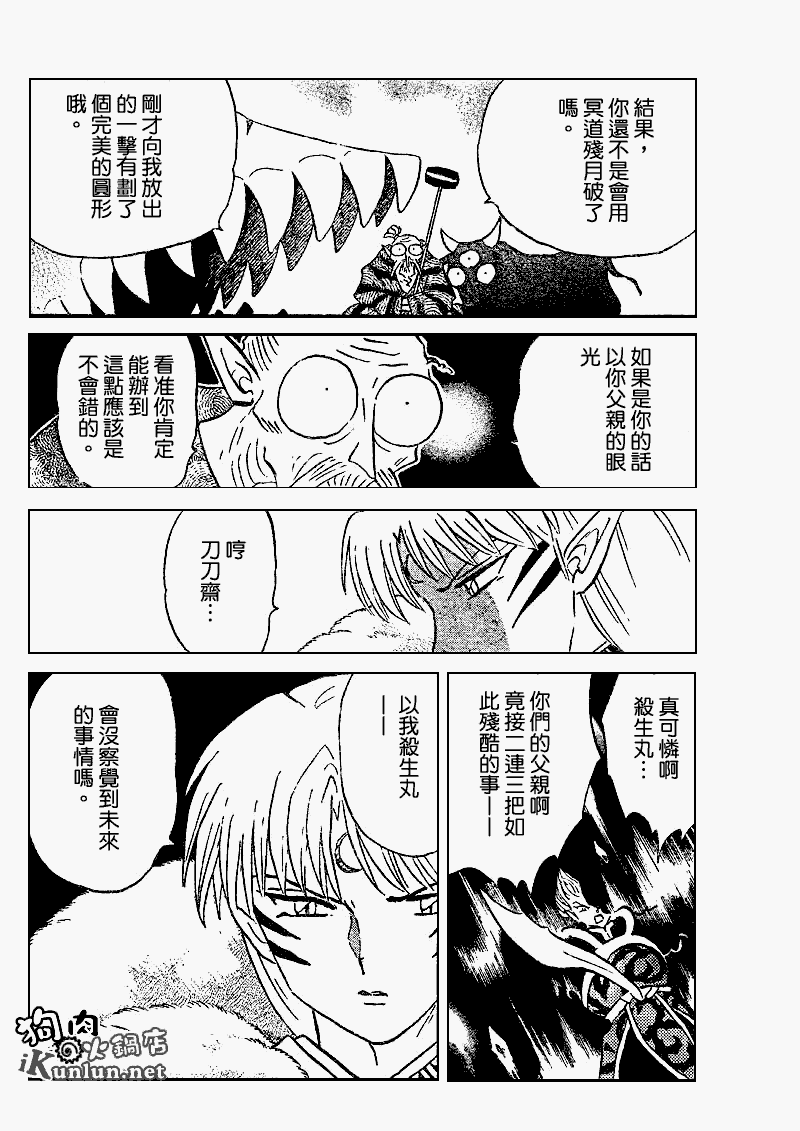 結果，
你還不是會用
冥道殘月破了
嗎。
剛才向我放出
的一擊有劃了
個完美的圓形
哦。
如果是你的話
以你父親的眼
光
看准你肯定
能辦到
這點應該是
不會錯的。
哼
刀刀齋…
真可憐啊
殺生丸…
你們的父親啊
竟接二連三把如
此殘酷的事——
以我殺生丸
——
會沒察覺到未來
的事情嗎。
狗肉
火鍋店
iKunlun.net